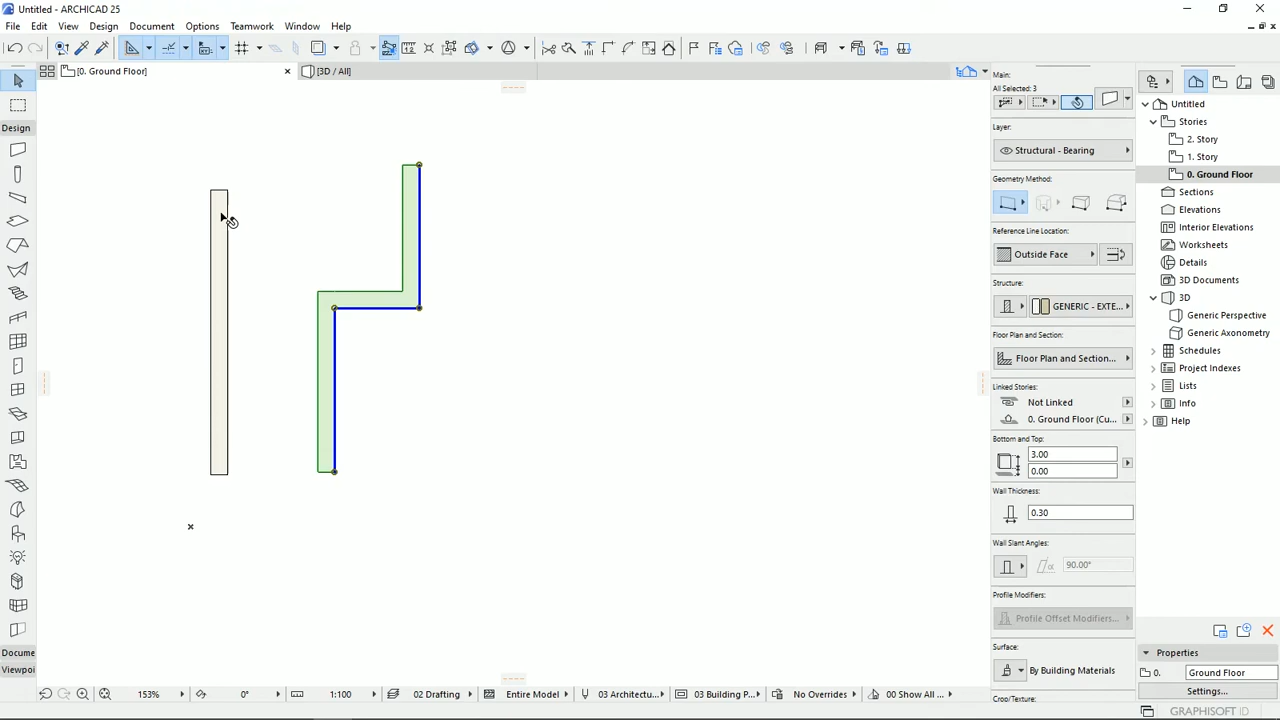 Untitled - ARCHICAD 25
File Edit View Design Document Options Teamwork Window Help
[0. Ground Floor]
[3D / All]
Design
Docume
Viewpoi
Main:
All Selected: 3
Layer:
Structural - Bearing
Geometry Method:
Reference Line Location:
Outside Face
Structure:
GENERIC - EXTE...
Floor Plan and Section:
Floor Plan and Section...
Linked Stories:
Not Linked
0. Ground Floor (Cu...
Bottom and Top:
3.00
0.00
Wall Thickness:
0.30
Wall Slant Angles:
90.00°
Profile Modifiers:
Profile Offset Modifiers...
Surface:
By Building Materials
Crop/Texture:
Untitled
Stories
2. Story
1. Story
0. Ground Floor
Sections
Elevations
Interior Elevations
Worksheets
Details
3D Documents
3D
Generic Perspective
Generic Axonometry
Schedules
Project Indexes
Lists
Info
Help
Properties
0. Ground Floor
Settings...
153% 0° 1:100 02 Drafting Entire Model 03 Architectu... 03 Building P... No Overrides 00 Show All ...
GRAPHISOFT ID